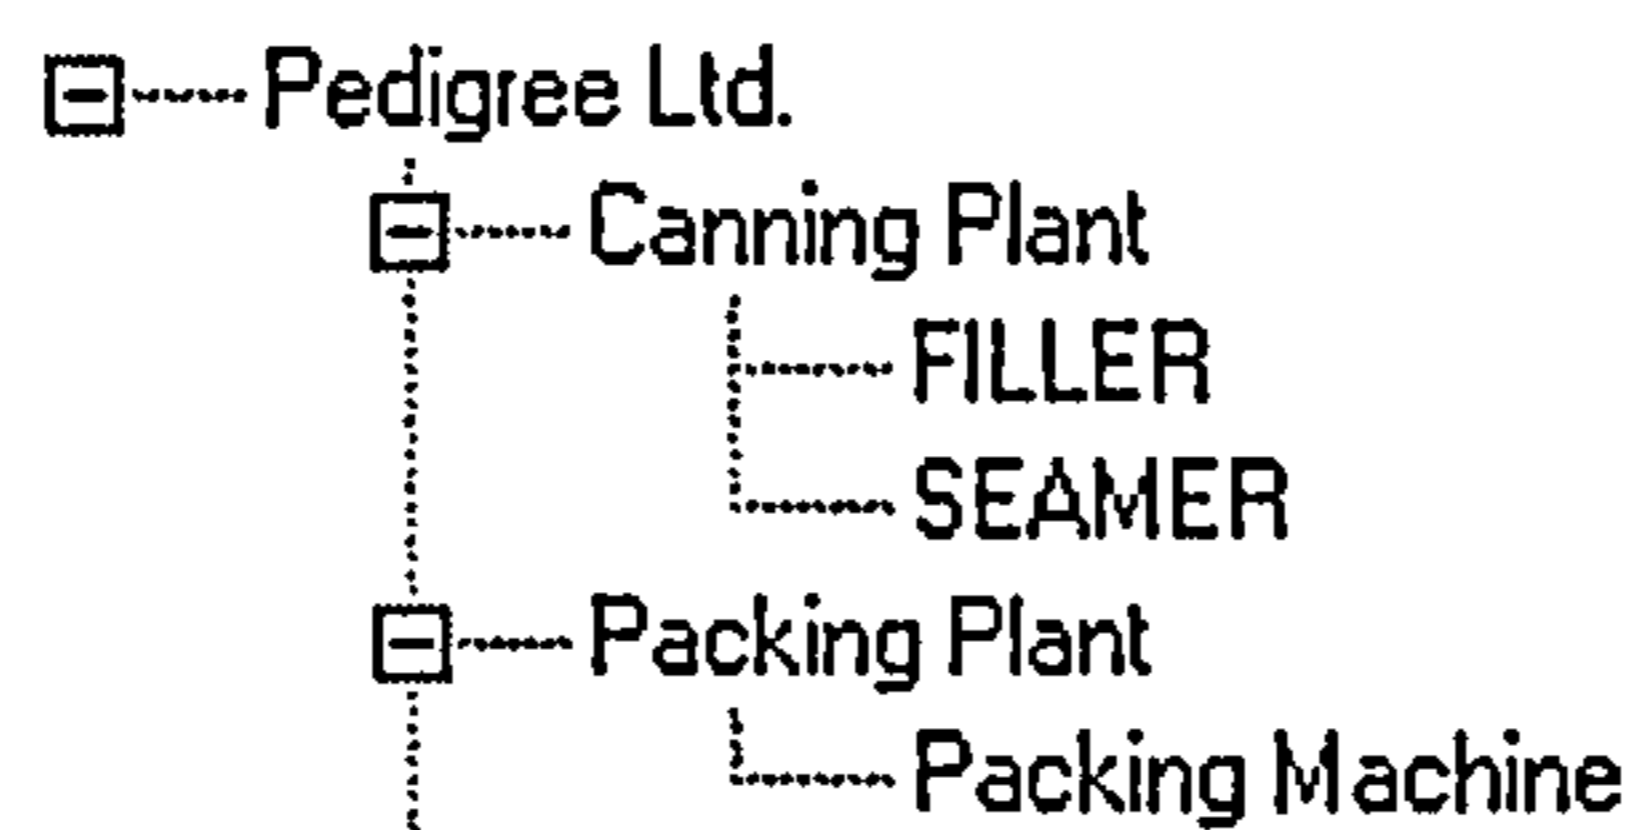 Pedigree Ltd.
Canning Plant
FILLER
SEAMER
Packing Plant
Packing Machine